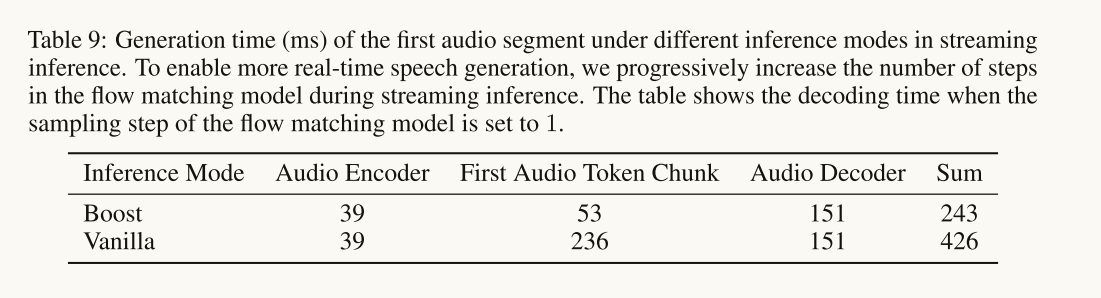 Table 9: Generation time (ms) of the first audio segment under different inference modes in streaming
inference. To enable more real-time speech generation, we progressively increase the number of steps
in the flow matching model during streaming inference. The table shows the decoding time when the
sampling step of the flow matching model is set to 1.
Inference Mode Audio Encoder First Audio Token Chunk Audio Decoder Sum
Boost 39 53 151 243
Vanilla 39 236 151 426